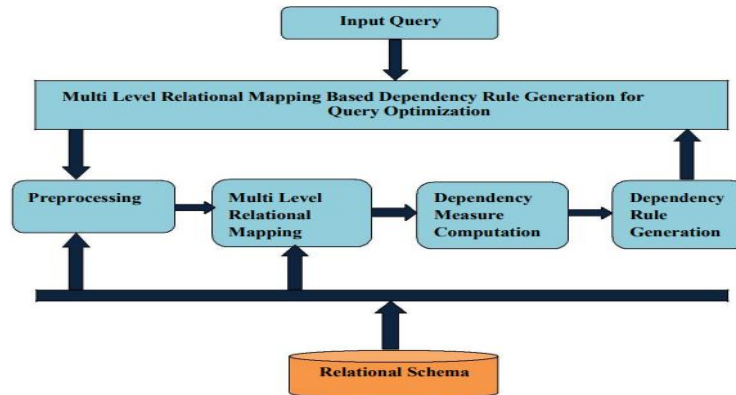 Input Query
Multi Level Relational Mapping Based Dependency Rule Generation for
Query Optimization
Preprocessing
Multi Level
Relational
Mapping
Dependency
Measure
Computation
Dependency
Rule
Generation
Relational Schema